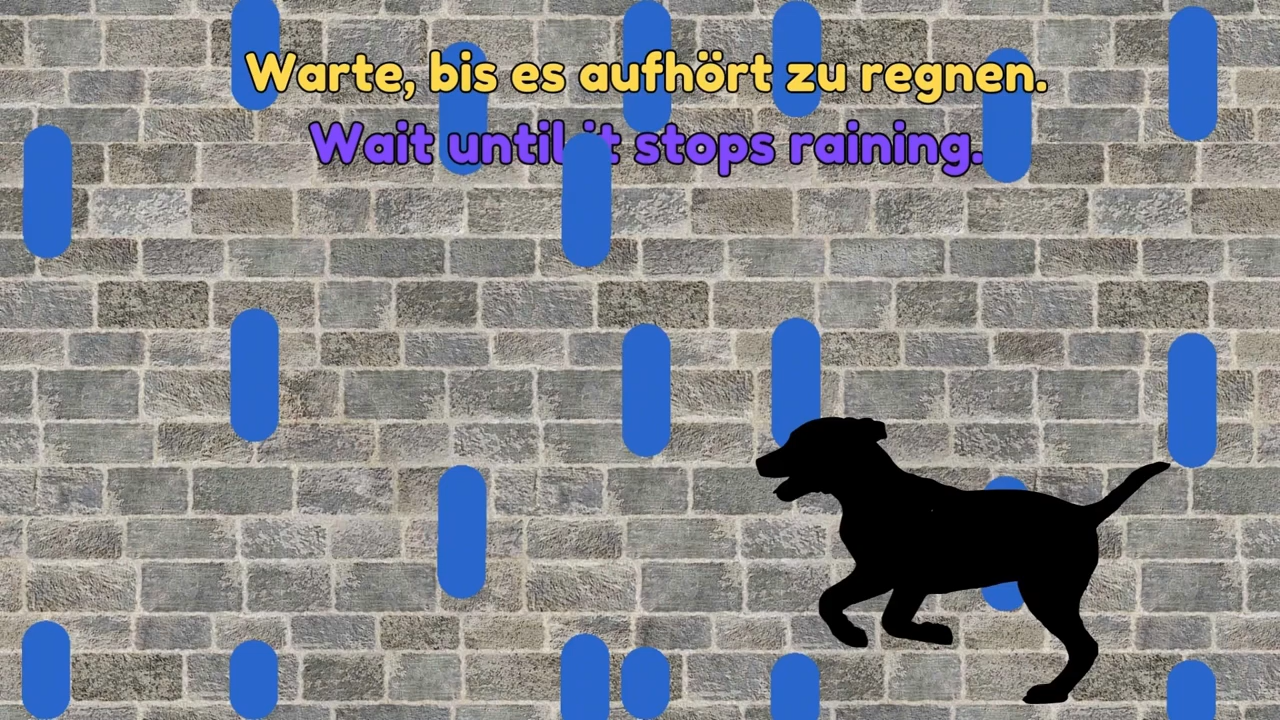 Warte, bis es aufhört zu regnen.
Wait until it stops raining.